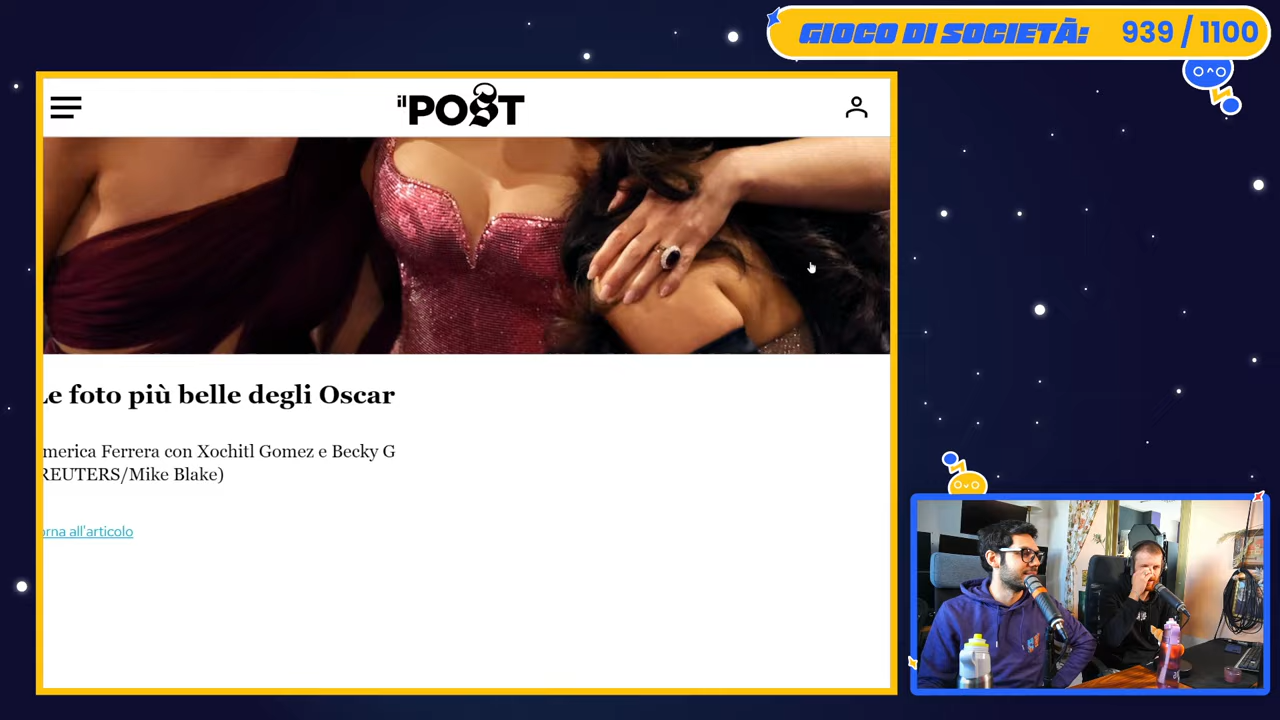 GIOCO DI SOCIETÀ: 939 / 1100
il POST
Le foto più belle degli Oscar
merica Ferrera con Xochitl Gomez e Becky G
REUTERS/Mike Blake)
orna all'articolo